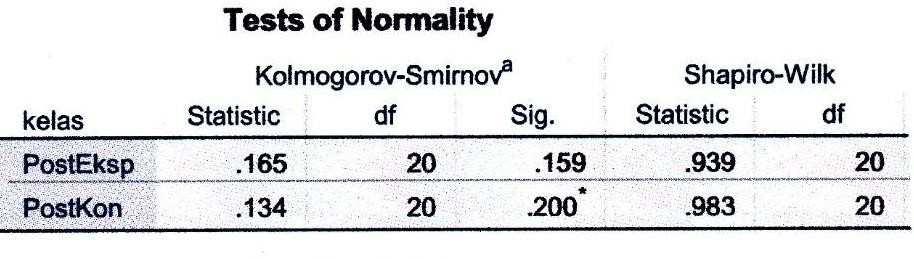 Tests of Normality
Kolmogorov-Smirnovª Shapiro-Wilk
kelas Statistic df Sig. Statistic df
PostEksp .165 20 .159 .939 20
PostKon .134 20 .200* .983 20